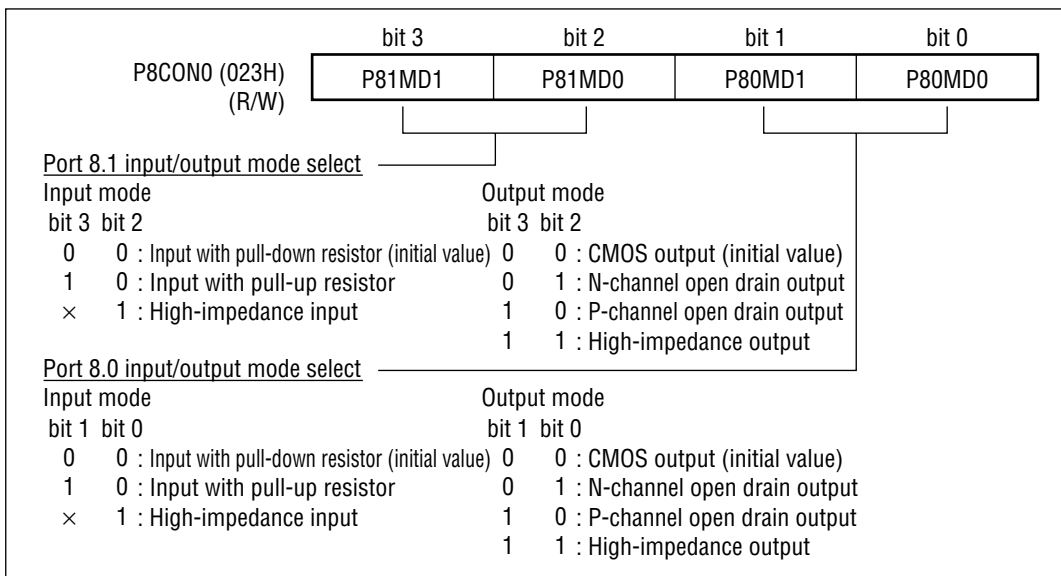 bit 3 bit 2 bit 1 bit 0
P8CON0 (023H) P81MD1 P81MD0 P80MD1 P80MD0
(R/W)
Port 8.1 input/output mode select
Input mode Output mode
bit 3 bit 2 bit 3 bit 2
0 0 : Input with pull-down resistor (initial value) 0 0 : CMOS output (initial value)
1 0 : Input with pull-up resistor 0 1 : N-channel open drain output
× 1 : High-impedance input 1 0 : P-channel open drain output
1 1 : High-impedance output
Port 8.0 input/output mode select
Input mode Output mode
bit 1 bit 0 bit 1 bit 0
0 0 : Input with pull-down resistor (initial value) 0 0 : CMOS output (initial value)
1 0 : Input with pull-up resistor 0 1 : N-channel open drain output
× 1 : High-impedance input 1 0 : P-channel open drain output
1 1 : High-impedance output